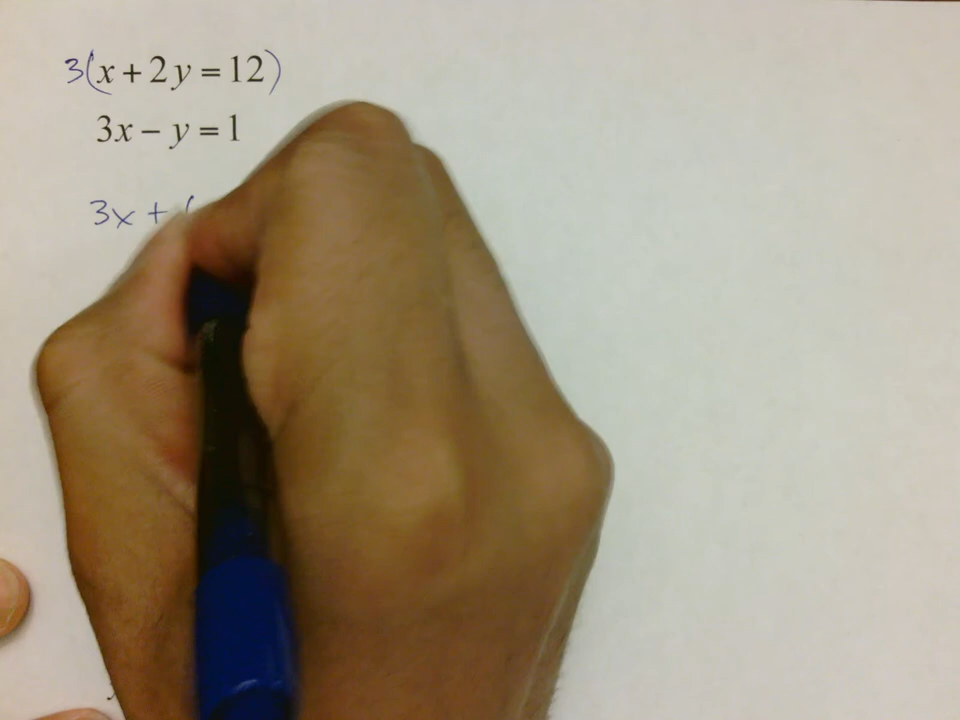 3(x + 2y = 12)
3x − y = 1
3x +